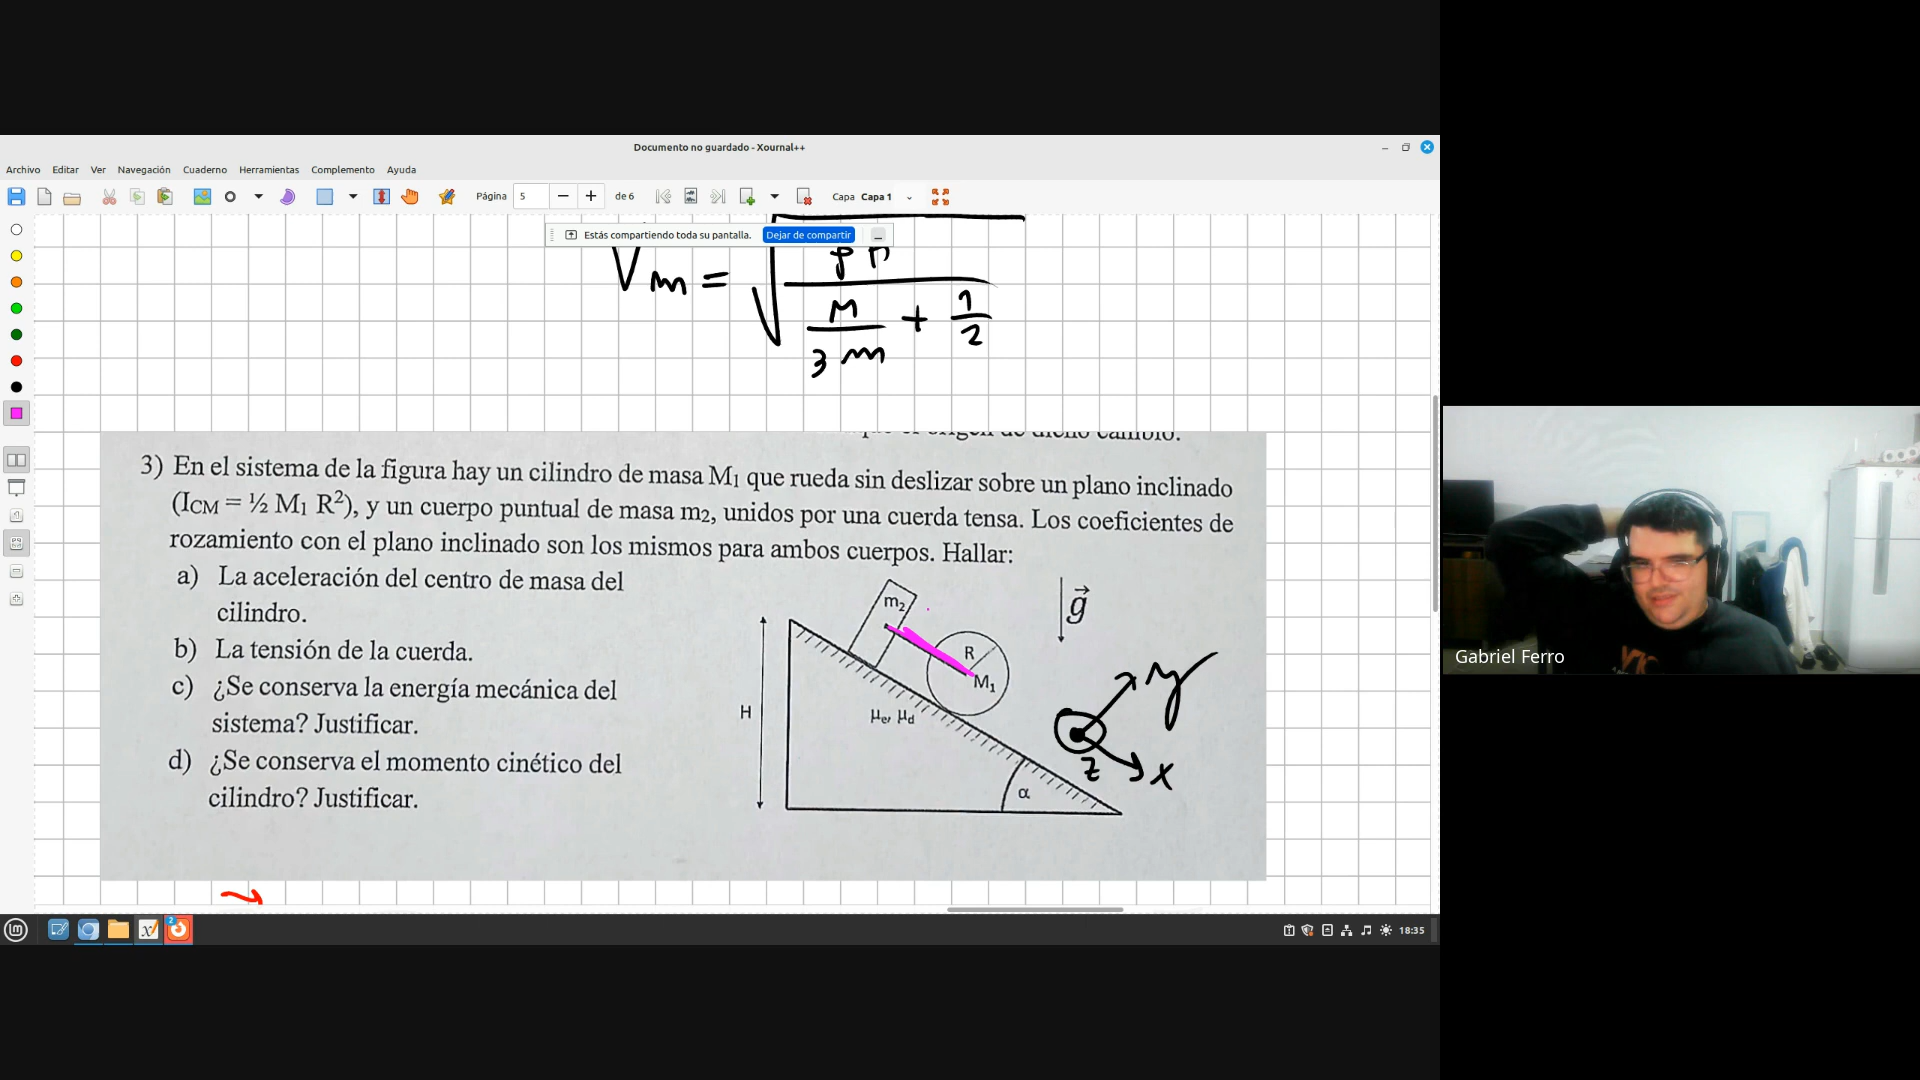 Documento no guardado - Xournal++
Archivo Editar Ver Navegación Cuaderno Herramientas Complemento Ayuda
Página 5 de 6 Capa Capa 1
Estás compartiendo toda su pantalla. Dejar de compartir
Vm =
M
3 m
+ 1
2
3) En el sistema de la figura hay un cilindro de masa M1 que rueda sin deslizar sobre un plano inclinado
(ICM = ½ M1 R²), y un cuerpo puntual de masa m2, unidos por una cuerda tensa. Los coeficientes de
rozamiento con el plano inclinado son los mismos para ambos cuerpos. Hallar:
a) La aceleración del centro de masa del
cilindro.
b) La tensión de la cuerda.
c) ¿Se conserva la energía mecánica del
sistema? Justificar.
d) ¿Se conserva el momento cinético del
cilindro? Justificar.
m2
R
M1
g
H
μe, μd
α
y
z
x
Gabriel Ferro
2
18:35